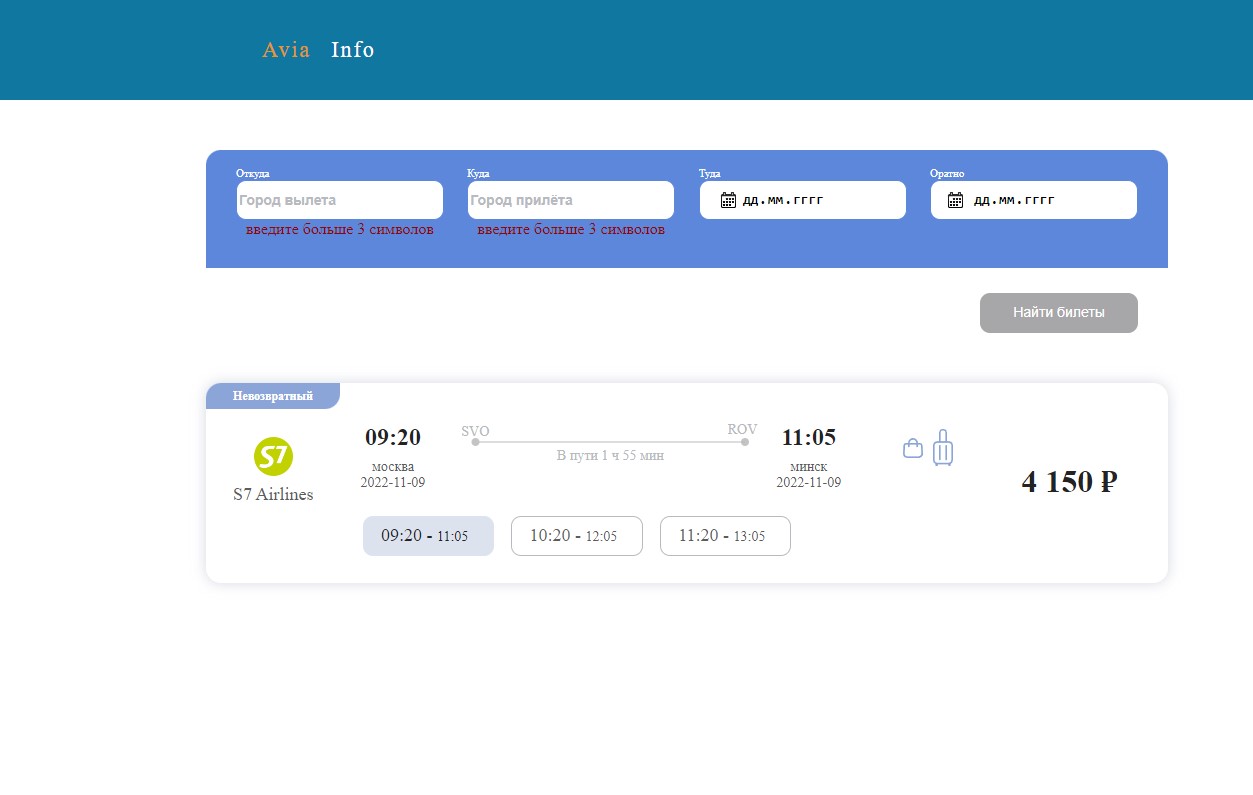 Avia Info
Откуда Куда Туда Оратно
Город вылета Город прилёта дд.мм.гггг дд.мм.гггг
введите больше 3 символов введите больше 3 символов
Найти билеты
Невозвратный
09:20 SVO ROV 11:05
В пути 1 ч 55 мин
S7
москва минск
2022-11-09 2022-11-09
4 150 ₽
S7 Airlines
09:20 - 11:05 10:20 - 12:05 11:20 - 13:05